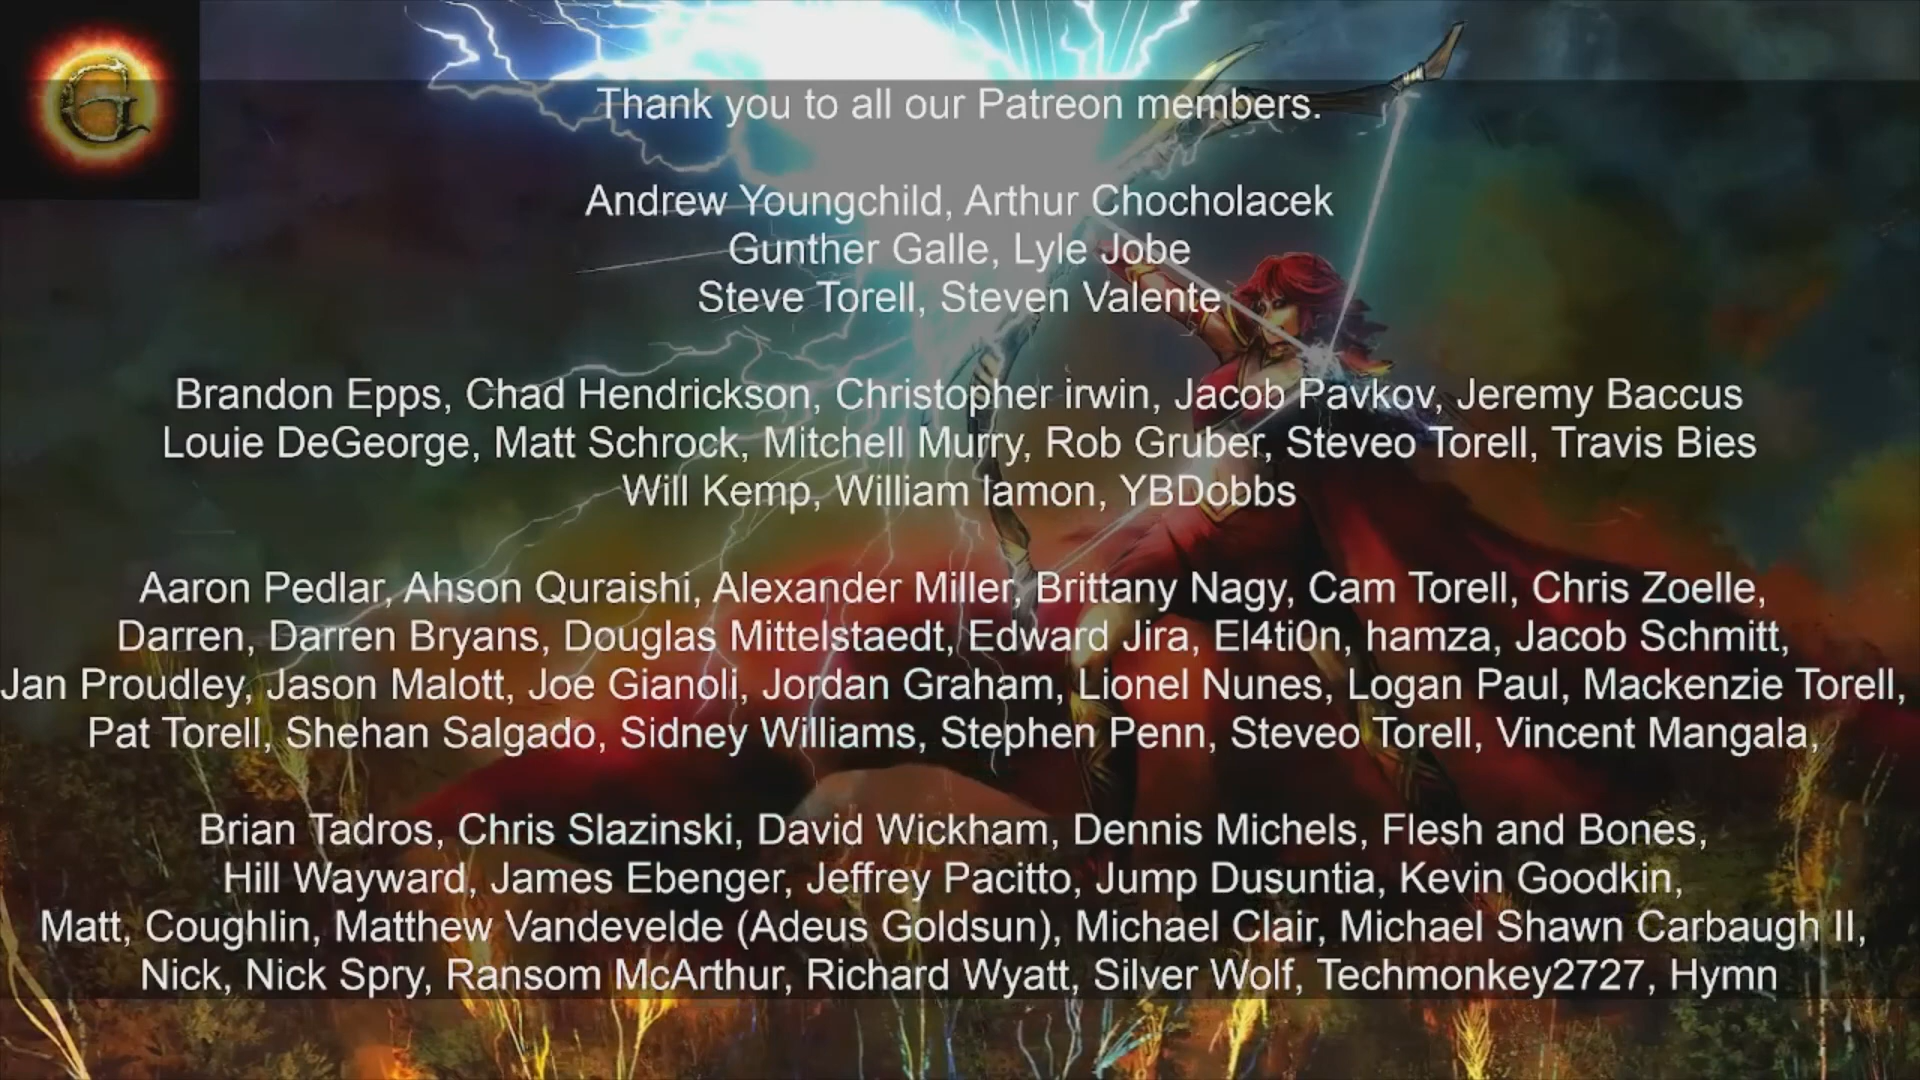 G
Thank you to all our Patreon members.
Andrew Youngchild, Arthur Chocholacek
Gunther Galle, Lyle Jobe
Steve Torell, Steven Valente
Brandon Epps, Chad Hendrickson, Christopher irwin, Jacob Pavkov, Jeremy Baccus
Louie DeGeorge, Matt Schrock, Mitchell Murry, Rob Gruber, Steveo Torell, Travis Bies
Will Kemp, William lamon, YBDobbs
Aaron Pedlar, Ahson Quraishi, Alexander Miller, Brittany Nagy, Cam Torell, Chris Zoelle,
Darren, Darren Bryans, Douglas Mittelstaedt, Edward Jira, El4ti0n, hamza, Jacob Schmitt,
Jan Proudley, Jason Malott, Joe Gianoli, Jordan Graham, Lionel Nunes, Logan Paul, Mackenzie Torell,
Pat Torell, Shehan Salgado, Sidney Williams, Stephen Penn, Steveo Torell, Vincent Mangala,
Brian Tadros, Chris Slazinski, David Wickham, Dennis Michels, Flesh and Bones,
Hill Wayward, James Ebenger, Jeffrey Pacitto, Jump Dusuntia, Kevin Goodkin,
Matt, Coughlin, Matthew Vandevelde (Adeus Goldsun), Michael Clair, Michael Shawn Carbaugh II,
Nick, Nick Spry, Ransom McArthur, Richard Wyatt, Silver Wolf, Techmonkey2727, Hymn